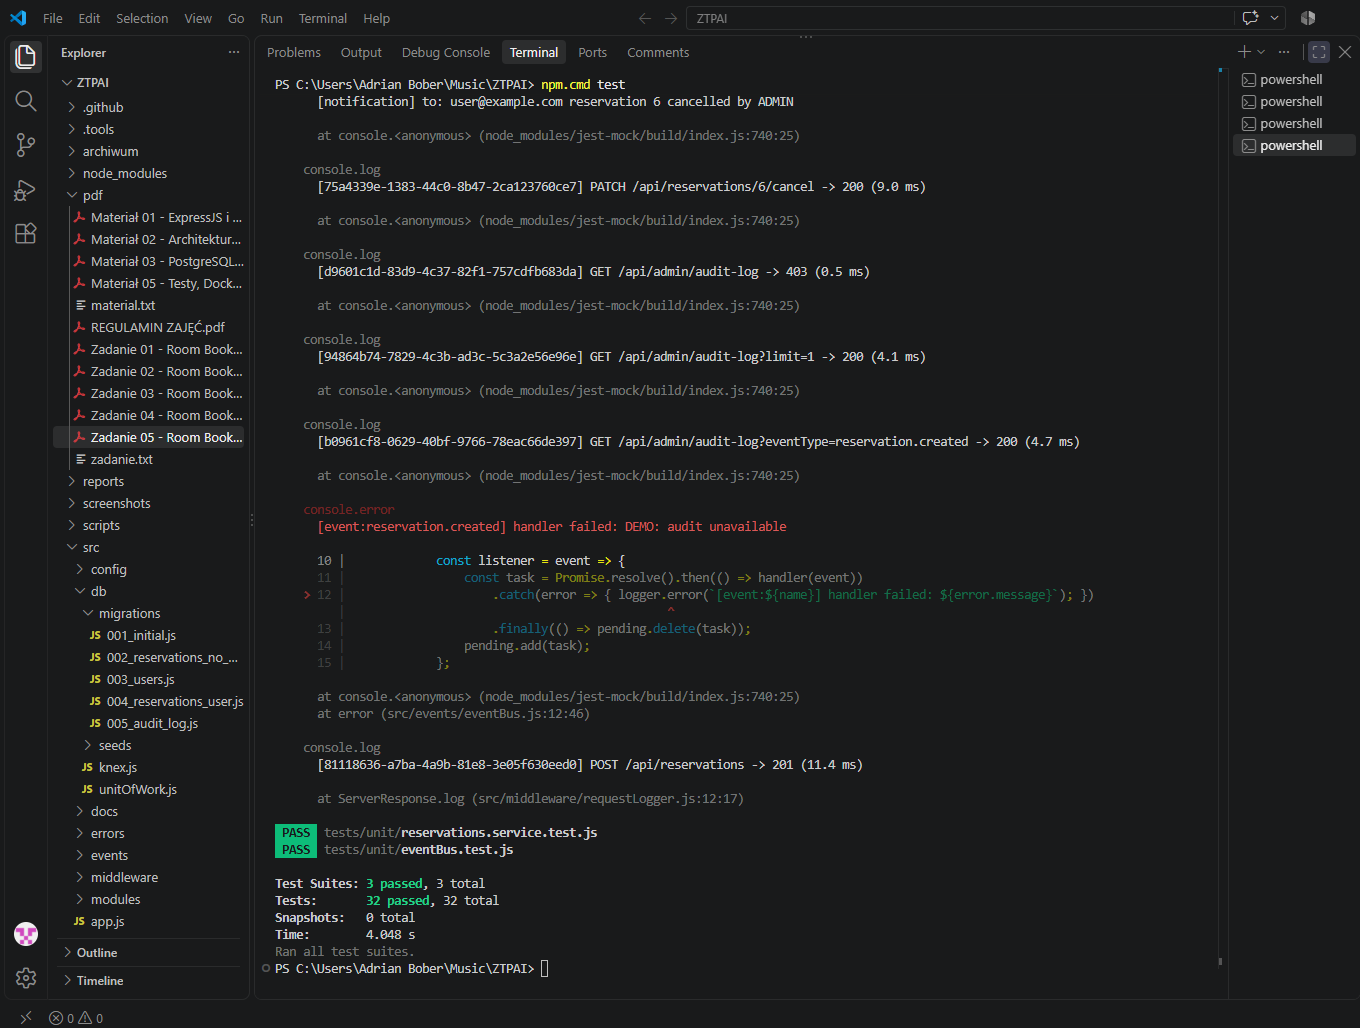 File Edit Selection View Go Run Terminal Help
ZTPAI
Explorer
ZTPAI
.github
.tools
archiwum
node_modules
pdf
Materiał 01 - ExpressJS i ...
Materiał 02 - Architektur...
Materiał 03 - PostgreSQL...
Materiał 05 - Testy, Dock...
material.txt
REGULAMIN ZAJĘĆ.pdf
Zadanie 01 - Room Book...
Zadanie 02 - Room Book...
Zadanie 03 - Room Book...
Zadanie 04 - Room Book...
Zadanie 05 - Room Book...
zadanie.txt
reports
screenshots
scripts
src
config
db
migrations
JS 001_initial.js
JS 002_reservations_no_...
JS 003_users.js
JS 004_reservations_user.js
JS 005_audit_log.js
seeds
JS knex.js
JS unitOfWork.js
docs
errors
events
middleware
modules
JS app.js
Outline
Timeline
Problems Output Debug Console Terminal Ports Comments
PS C:\Users\Adrian Bober\Music\ZTPAI> npm.cmd test
[notification] to: user@example.com reservation 6 cancelled by ADMIN
at console.<anonymous> (node_modules/jest-mock/build/index.js:740:25)
console.log
[75a4339e-1383-44c0-8b47-2ca123760ce7] PATCH /api/reservations/6/cancel -> 200 (9.0 ms)
at console.<anonymous> (node_modules/jest-mock/build/index.js:740:25)
console.log
[d9601c1d-83d9-4c37-82f1-757cdfb683da] GET /api/admin/audit-log -> 403 (0.5 ms)
at console.<anonymous> (node_modules/jest-mock/build/index.js:740:25)
console.log
[94864b74-7829-4c3b-ad3c-5c3a2e56e96e] GET /api/admin/audit-log?limit=1 -> 200 (4.1 ms)
at console.<anonymous> (node_modules/jest-mock/build/index.js:740:25)
console.log
[b0961cf8-0629-40bf-9766-78eac66de397] GET /api/admin/audit-log?eventType=reservation.created -> 200 (4.7 ms)
at console.<anonymous> (node_modules/jest-mock/build/index.js:740:25)
console.error
[event:reservation.created] handler failed: DEMO: audit unavailable
10 | const listener = event => {
11 | const task = Promise.resolve().then(() => handler(event))
> 12 | .catch(error => { logger.error(`[event:${name}] handler failed: ${error.message}`); })
| ^
13 | .finally(() => pending.delete(task));
14 | pending.add(task);
15 | };
at console.<anonymous> (node_modules/jest-mock/build/index.js:740:25)
at error (src/events/eventBus.js:12:46)
console.log
[81118636-a7ba-4a9b-81e8-3e05f630eed0] POST /api/reservations -> 201 (11.4 ms)
at ServerResponse.log (src/middleware/requestLogger.js:12:17)
PASS tests/unit/reservations.service.test.js
PASS tests/unit/eventBus.test.js
Test Suites: 3 passed, 3 total
Tests: 32 passed, 32 total
Snapshots: 0 total
Time: 4.048 s
Ran all test suites.
PS C:\Users\Adrian Bober\Music\ZTPAI>
powershell
powershell
powershell
powershell
0 0